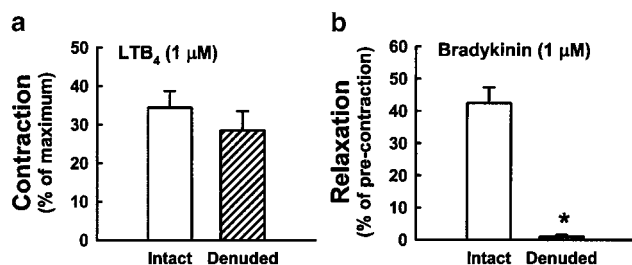 a
LTB4 (1 μM)
Contraction
(% of maximum)
50
40
30
20
10
0
Intact Denuded
b
Bradykinin (1 μM)
Relaxation
(% of pre-contraction)
60
50
40
30
20
10
0
*
Intact Denuded